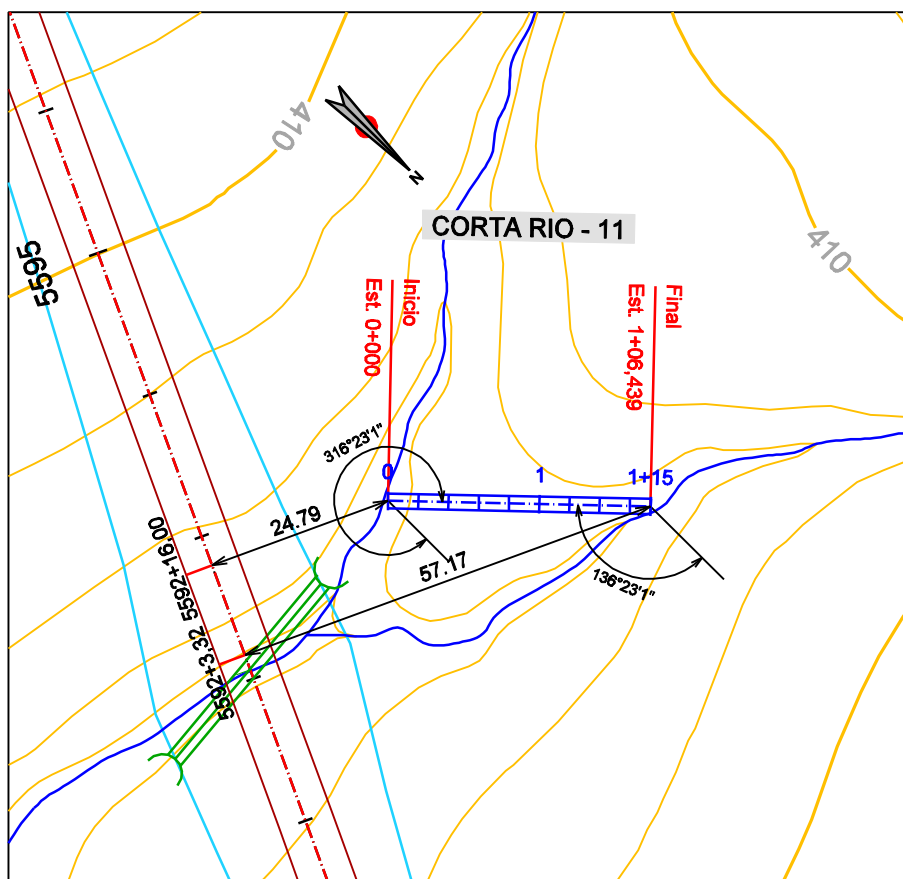 410
N
CORTA RIO - 11
5595
410
Inicio
Est. 0+000
Final
Est. 1+06,439
316°23'1"
0
1
1+15
24.79
5592+16,00
57.17
136°23'1"
5592+3,32